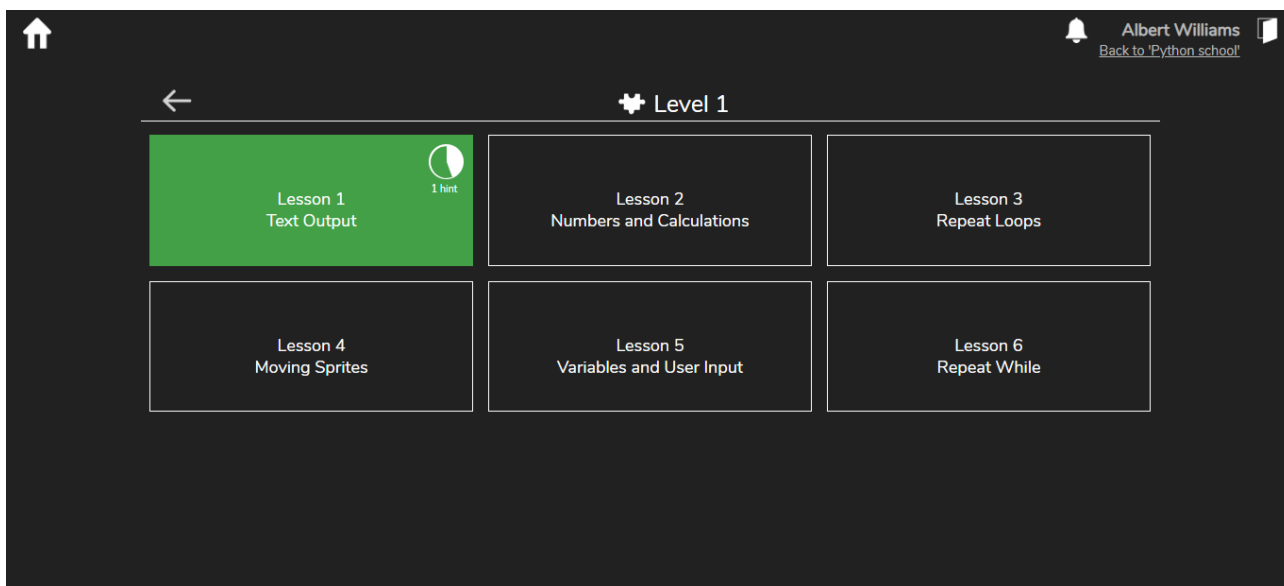 Albert Williams
Back to 'Python school'
Level 1
1 hint
Lesson 1
Text Output
Lesson 2
Numbers and Calculations
Lesson 3
Repeat Loops
Lesson 4
Moving Sprites
Lesson 5
Variables and User Input
Lesson 6
Repeat While